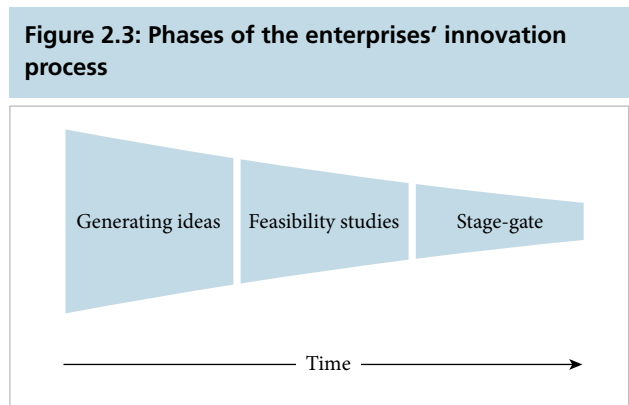 Figure 2.3: Phases of the enterprises’ innovation
process
Generating ideas
Feasibility studies
Stage-gate
Time